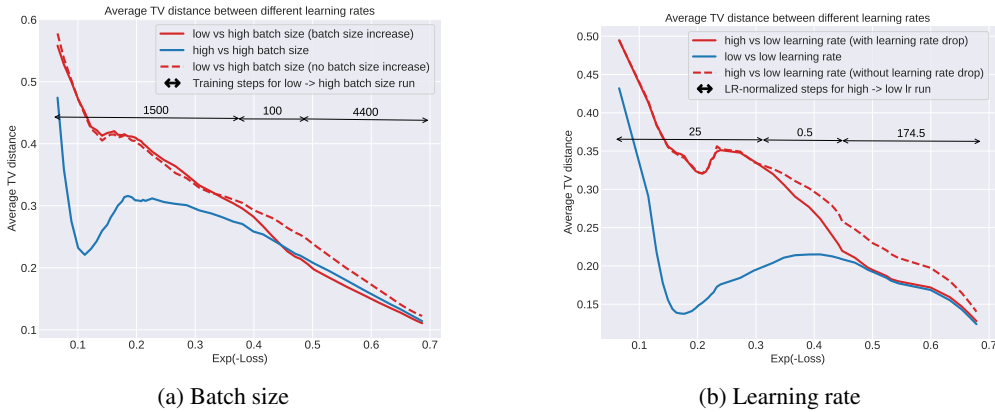 Average TV distance between different learning rates
low vs high batch size (batch size increase)
high vs high batch size
low vs high batch size (no batch size increase)
Training steps for low -> high batch size run
1500
100
4400
0.6
0.5
0.4
0.3
0.2
0.1
Average TV distance
0.1 0.2 0.3 0.4 0.5 0.6 0.7
Exp(-Loss)
(a) Batch size
Average TV distance between different learning rates
high vs low learning rate (with learning rate drop)
low vs low learning rate
high vs low learning rate (without learning rate drop)
LR-normalized steps for high -> low lr run
25
0.5
174.5
0.50
0.45
0.40
0.35
0.30
0.25
0.20
0.15
Average TV distance
0.1 0.2 0.3 0.4 0.5 0.6 0.7
Exp(-Loss)
(b) Learning rate